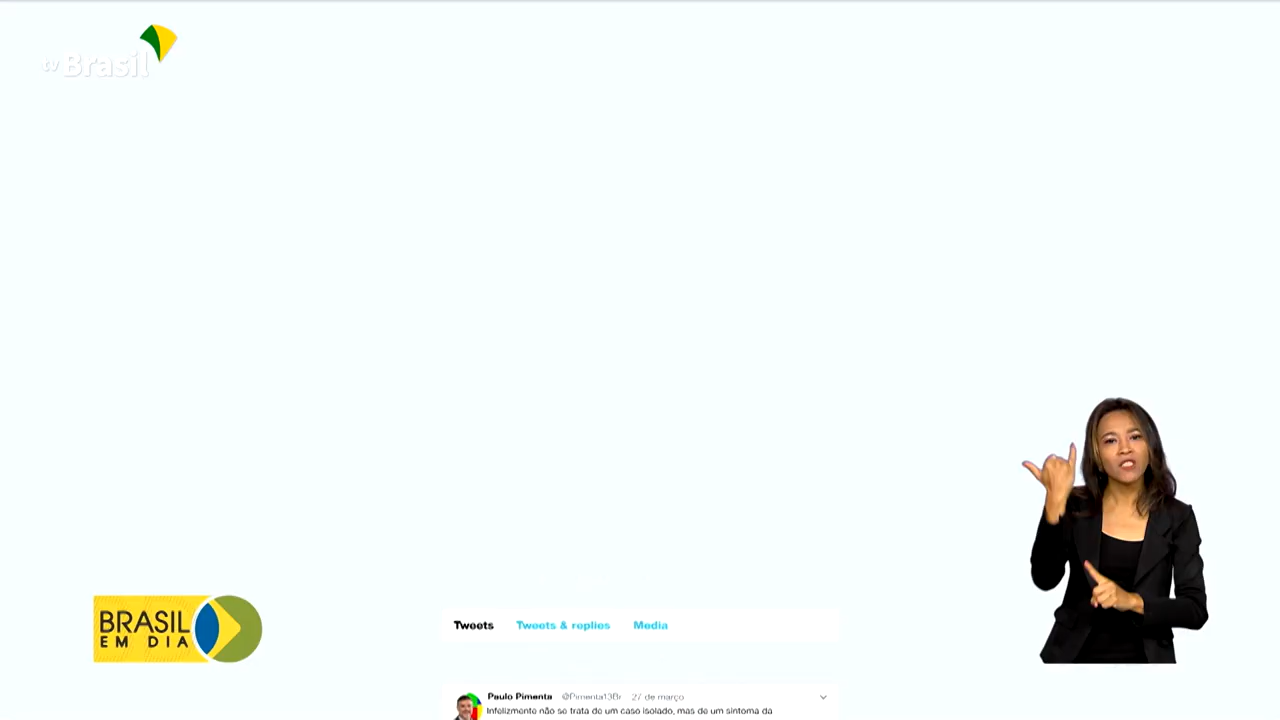 tv Brasil
BRASIL
EM DIA
Tweets Tweets & replies Media
Paulo Pimenta @Pimenta13Br 27 de março
Infelizmente não se trata de um caso isolado, mas de um sintoma da